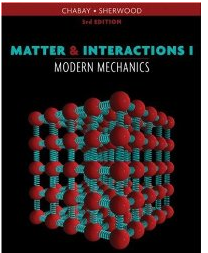 CHABAY • SHERWOOD
3RD EDITION
MATTER & INTERACTIONS I
MODERN MECHANICS